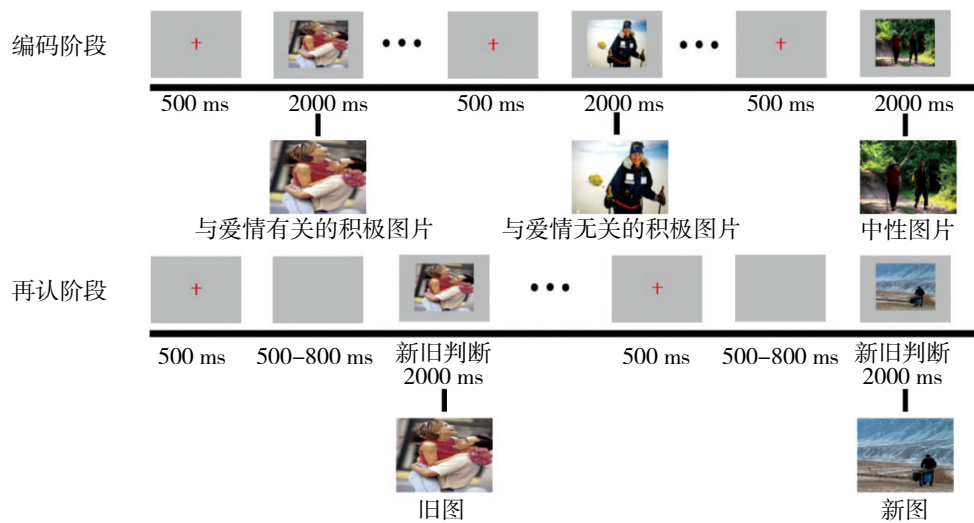 编码阶段
500 ms 2000 ms 500 ms 2000 ms 500 ms 2000 ms
与爱情有关的积极图片 与爱情无关的积极图片 中性图片
再认阶段
500 ms 500–800 ms 新旧判断 500 ms 500–800 ms 新旧判断
2000 ms 2000 ms
旧图 新图